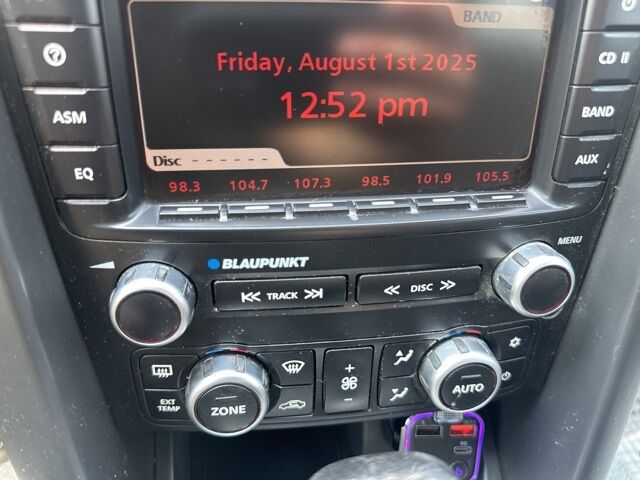 BAND
Friday, August 1st 2025
12:52 pm
Disc - - - - - -
98.3 104.7 107.3 98.5 101.9 105.5
ASM
EQ
CD
BAND
AUX
MENU
BLAUPUNKT
TRACK
DISC
EXT TEMP
ZONE
AUTO